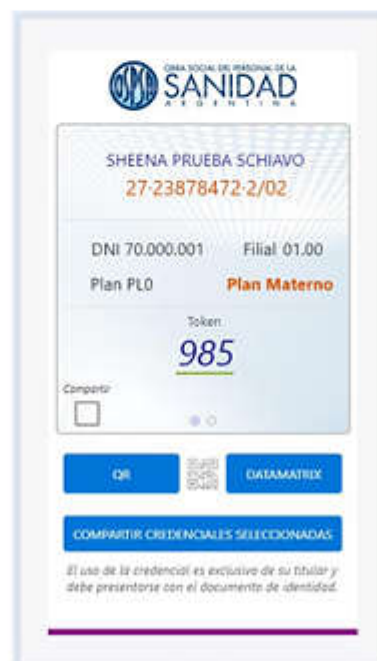 OSPSA
OBRA SOCIAL DEL PERSONAL DE LA
SANIDAD
ARGENTINA
SHEENA PRUEBA SCHIAVO
27-23878472-2/02
DNI 70.000.001 Filial 01.00
Plan PL0 Plan Materno
Token
985
Compartir
QR DATAMATRIX
COMPARTIR CREDENCIALES SELECCIONADAS
El uso de la credencial es exclusivo de su titular y
debe presentarse con el documento de identidad.